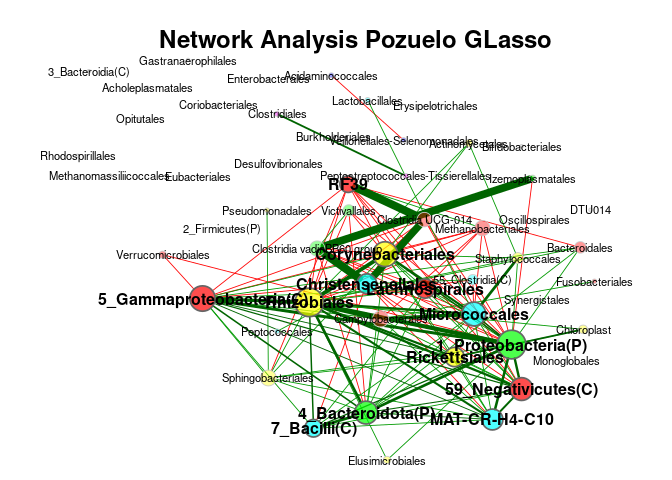 Network Analysis Pozuelo GLasso
Gastranaerophilales
3_Bacteroidia(C)
Acidaminococcales
Enterobacterales
Acholeplasmatales
Lactobacillales
Coriobacteriales
Erysipelotrichales
Clostridiales
Opitutales
Burkholderiales
Veillonellales-Selenomonadales
Actinomycetales
Bifidobacteriales
Rhodospirillales
Desulfovibrionales
Methanomassiliicoccales
Eubacteriales
Peptostreptococcales-Tissierellales
Izemoplasmatales
RF39
Pseudomonadales
Victivallales
DTU014
Clostridia UCG-014
Oscillospirales
2_Firmicutes(P)
Methanobacteriales
Clostridia vadinBB60 group
Bacteroidales
Verrucomicrobiales
Corynebacteriales
Staphylococcales
55_Clostridia(C)
Fusobacteriales
Christensenellales
Lachnospirales
5_Gammaproteobacteria(C)
Rhizobiales
Synergistales
Micrococcales
Campylobacterales
Peptococcales
Chloroplast
1_Proteobacteria(P)
Rickettsiales
Monoglobales
Sphingobacteriales
59_Negativicutes(C)
4_Bacteroidota(P)
MAT-CR-H4-C10
7_Bacilli(C)
Elusimicrobiales